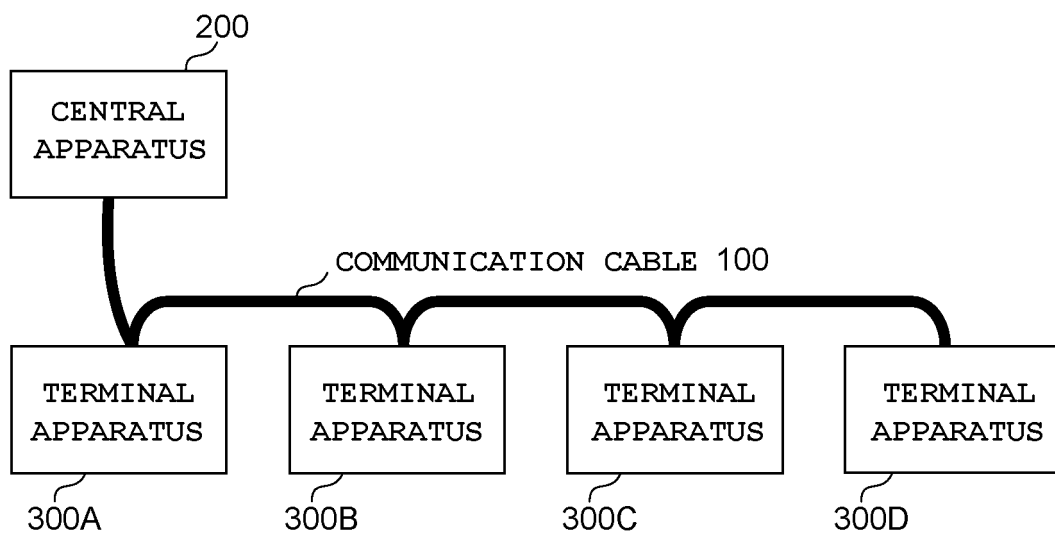 200
CENTRAL
APPARATUS
COMMUNICATION CABLE 100
TERMINAL
APPARATUS
300A
TERMINAL
APPARATUS
300B
TERMINAL
APPARATUS
300C
TERMINAL
APPARATUS
300D